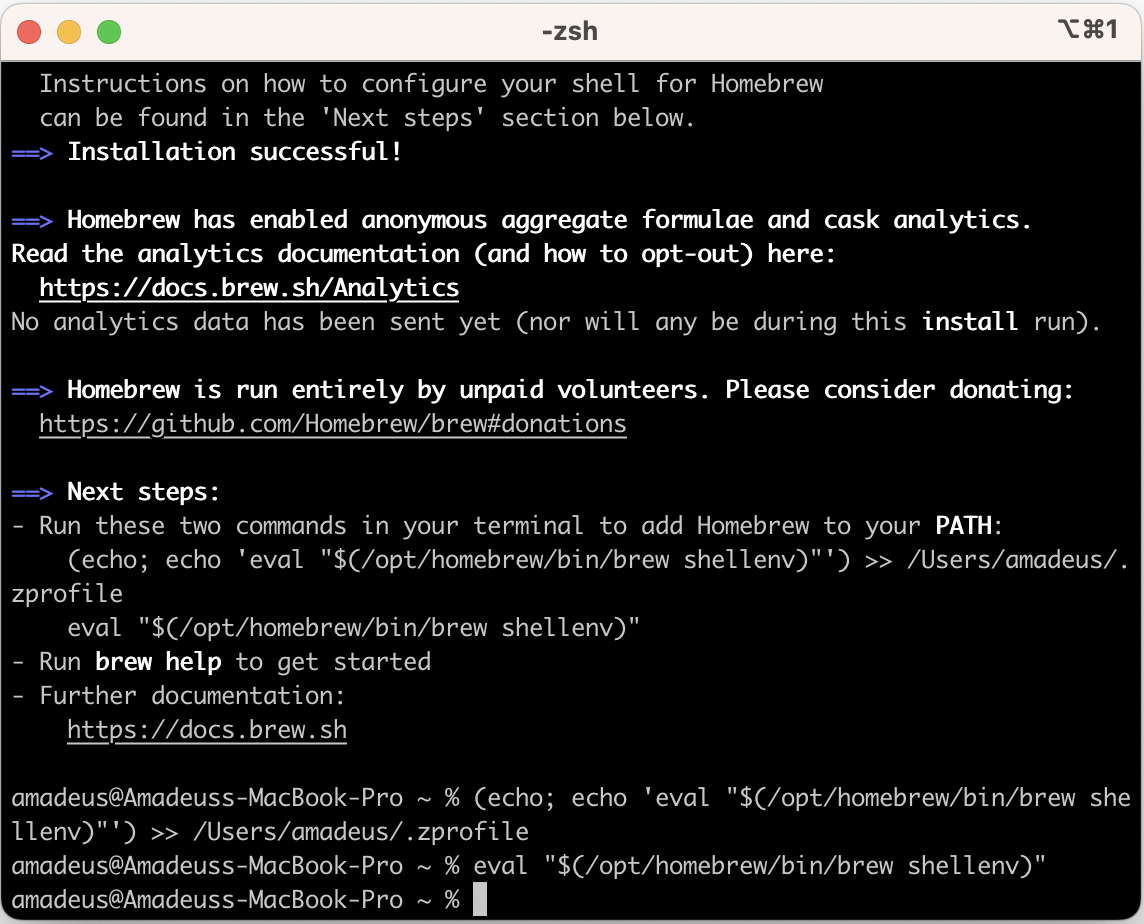 -zsh
⌥⌘1
Instructions on how to configure your shell for Homebrew
can be found in the 'Next steps' section below.
==> Installation successful!
==> Homebrew has enabled anonymous aggregate formulae and cask analytics.
Read the analytics documentation (and how to opt-out) here:
https://docs.brew.sh/Analytics
No analytics data has been sent yet (nor will any be during this install run).
==> Homebrew is run entirely by unpaid volunteers. Please consider donating:
https://github.com/Homebrew/brew#donations
==> Next steps:
- Run these two commands in your terminal to add Homebrew to your PATH:
(echo; echo 'eval "$(/opt/homebrew/bin/brew shellenv)"') >> /Users/amadeus/.
zprofile
eval "$(/opt/homebrew/bin/brew shellenv)"
- Run brew help to get started
- Further documentation:
https://docs.brew.sh
amadeus@Amadeuss-MacBook-Pro ~ % (echo; echo 'eval "$(/opt/homebrew/bin/brew she
llenv)"') >> /Users/amadeus/.zprofile
amadeus@Amadeuss-MacBook-Pro ~ % eval "$(/opt/homebrew/bin/brew shellenv)"
amadeus@Amadeuss-MacBook-Pro ~ %